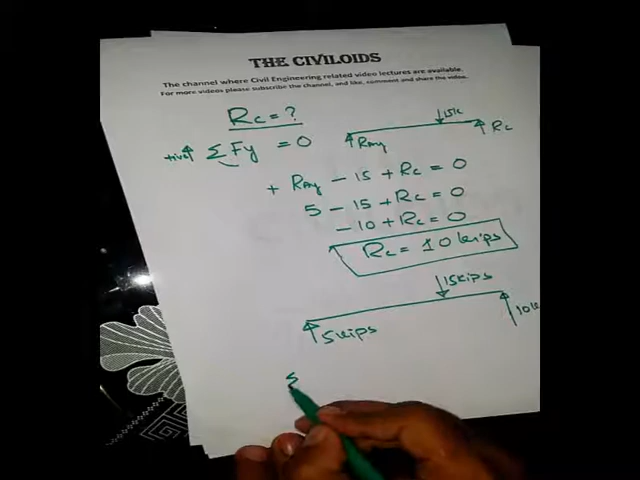 THE CIVILOIDS
The channel where Civil Engineering related video lectures are available.
For more videos please subscribe the channel, and like, comment and share the video.
Rc = ?
+tive↑ ΣFy = 0
15k
RAy Rc
+ RAy - 15 + Rc = 0
5 - 15 + Rc = 0
- 10 + Rc = 0
Rc = 10 kips
15kips
5kips 10k
Σ